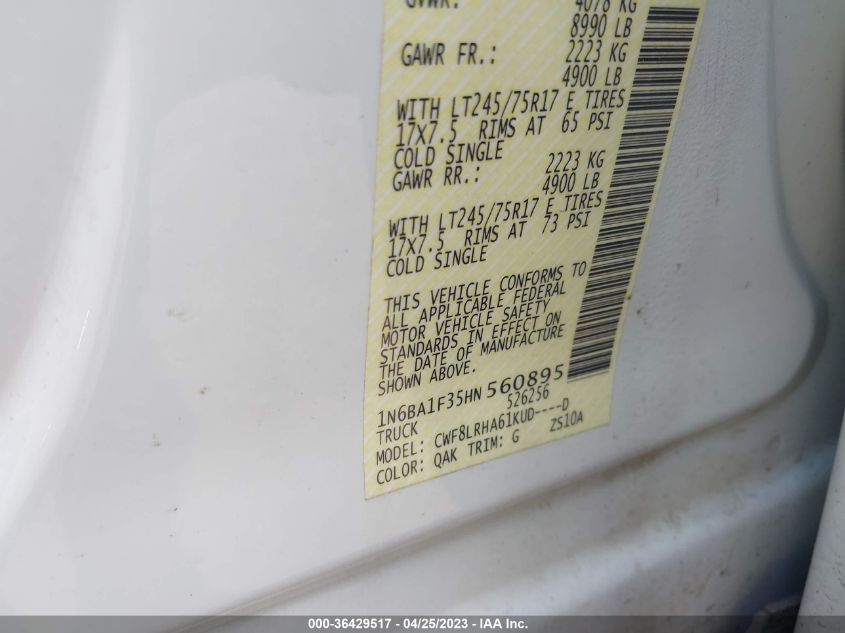 GVWR: 4078 KG
8990 LB
GAWR FR.: 2223 KG
4900 LB
WITH LT245/75R17 E TIRES
17X7.5 RIMS AT 65 PSI
COLD SINGLE
GAWR RR.: 2223 KG
4900 LB
WITH LT245/75R17 E TIRES
17X7.5 RIMS AT 73 PSI
COLD SINGLE
THIS VEHICLE CONFORMS TO
ALL APPLICABLE FEDERAL
MOTOR VEHICLE SAFETY
STANDARDS IN EFFECT ON
THE DATE OF MANUFACTURE
SHOWN ABOVE.
1N6BA1F35HN560895
TRUCK 526256
MODEL: CWF8LRHA61KUD----D
COLOR: QAK TRIM: G ZS10A
000-36429517 - 04/25/2023 - IAA Inc.